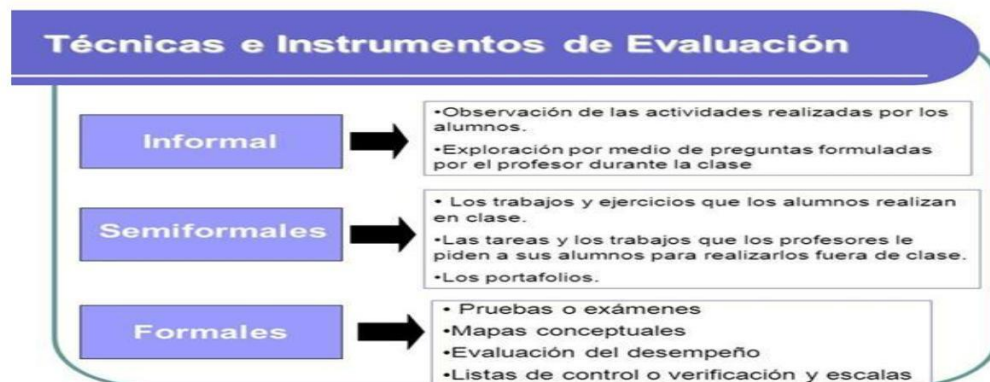 Técnicas e Instrumentos de Evaluación
Informal
•Observación de las actividades realizadas por los
alumnos.
•Exploración por medio de preguntas formuladas
por el profesor durante la clase
Semiformales
• Los trabajos y ejercicios que los alumnos realizan
en clase.
•Las tareas y los trabajos que los profesores le
piden a sus alumnos para realizarlos fuera de clase.
•Los portafolios.
Formales
• Pruebas o exámenes
•Mapas conceptuales
•Evaluación del desempeño
•Listas de control o verificación y escalas